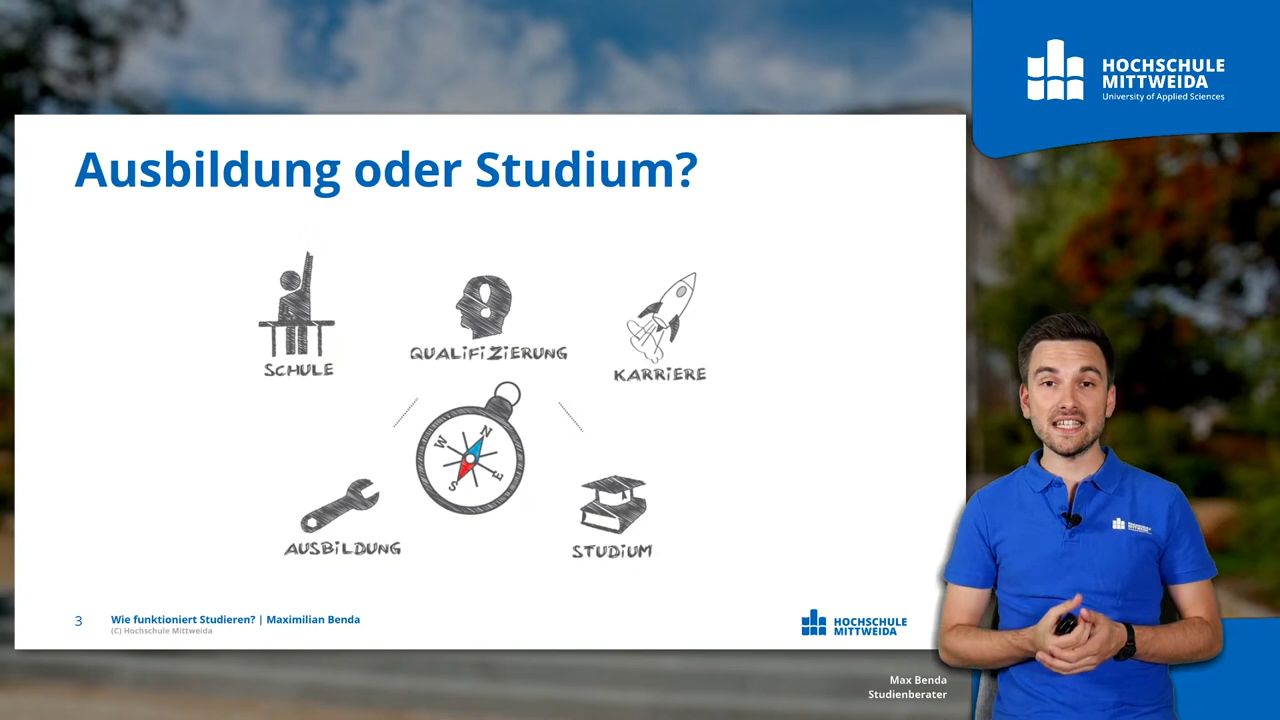 HOCHSCHULE
MITTWEIDA
University of Applied Sciences
Ausbildung oder Studium?
SCHULE
QUALIFIZIERUNG
KARRIERE
N
W
E
S
AUSBILDUNG
STUDIUM
3
Wie funktioniert Studieren? | Maximilian Benda
(C) Hochschule Mittweida
HOCHSCHULE
MITTWEIDA
Max Benda
Studienberater